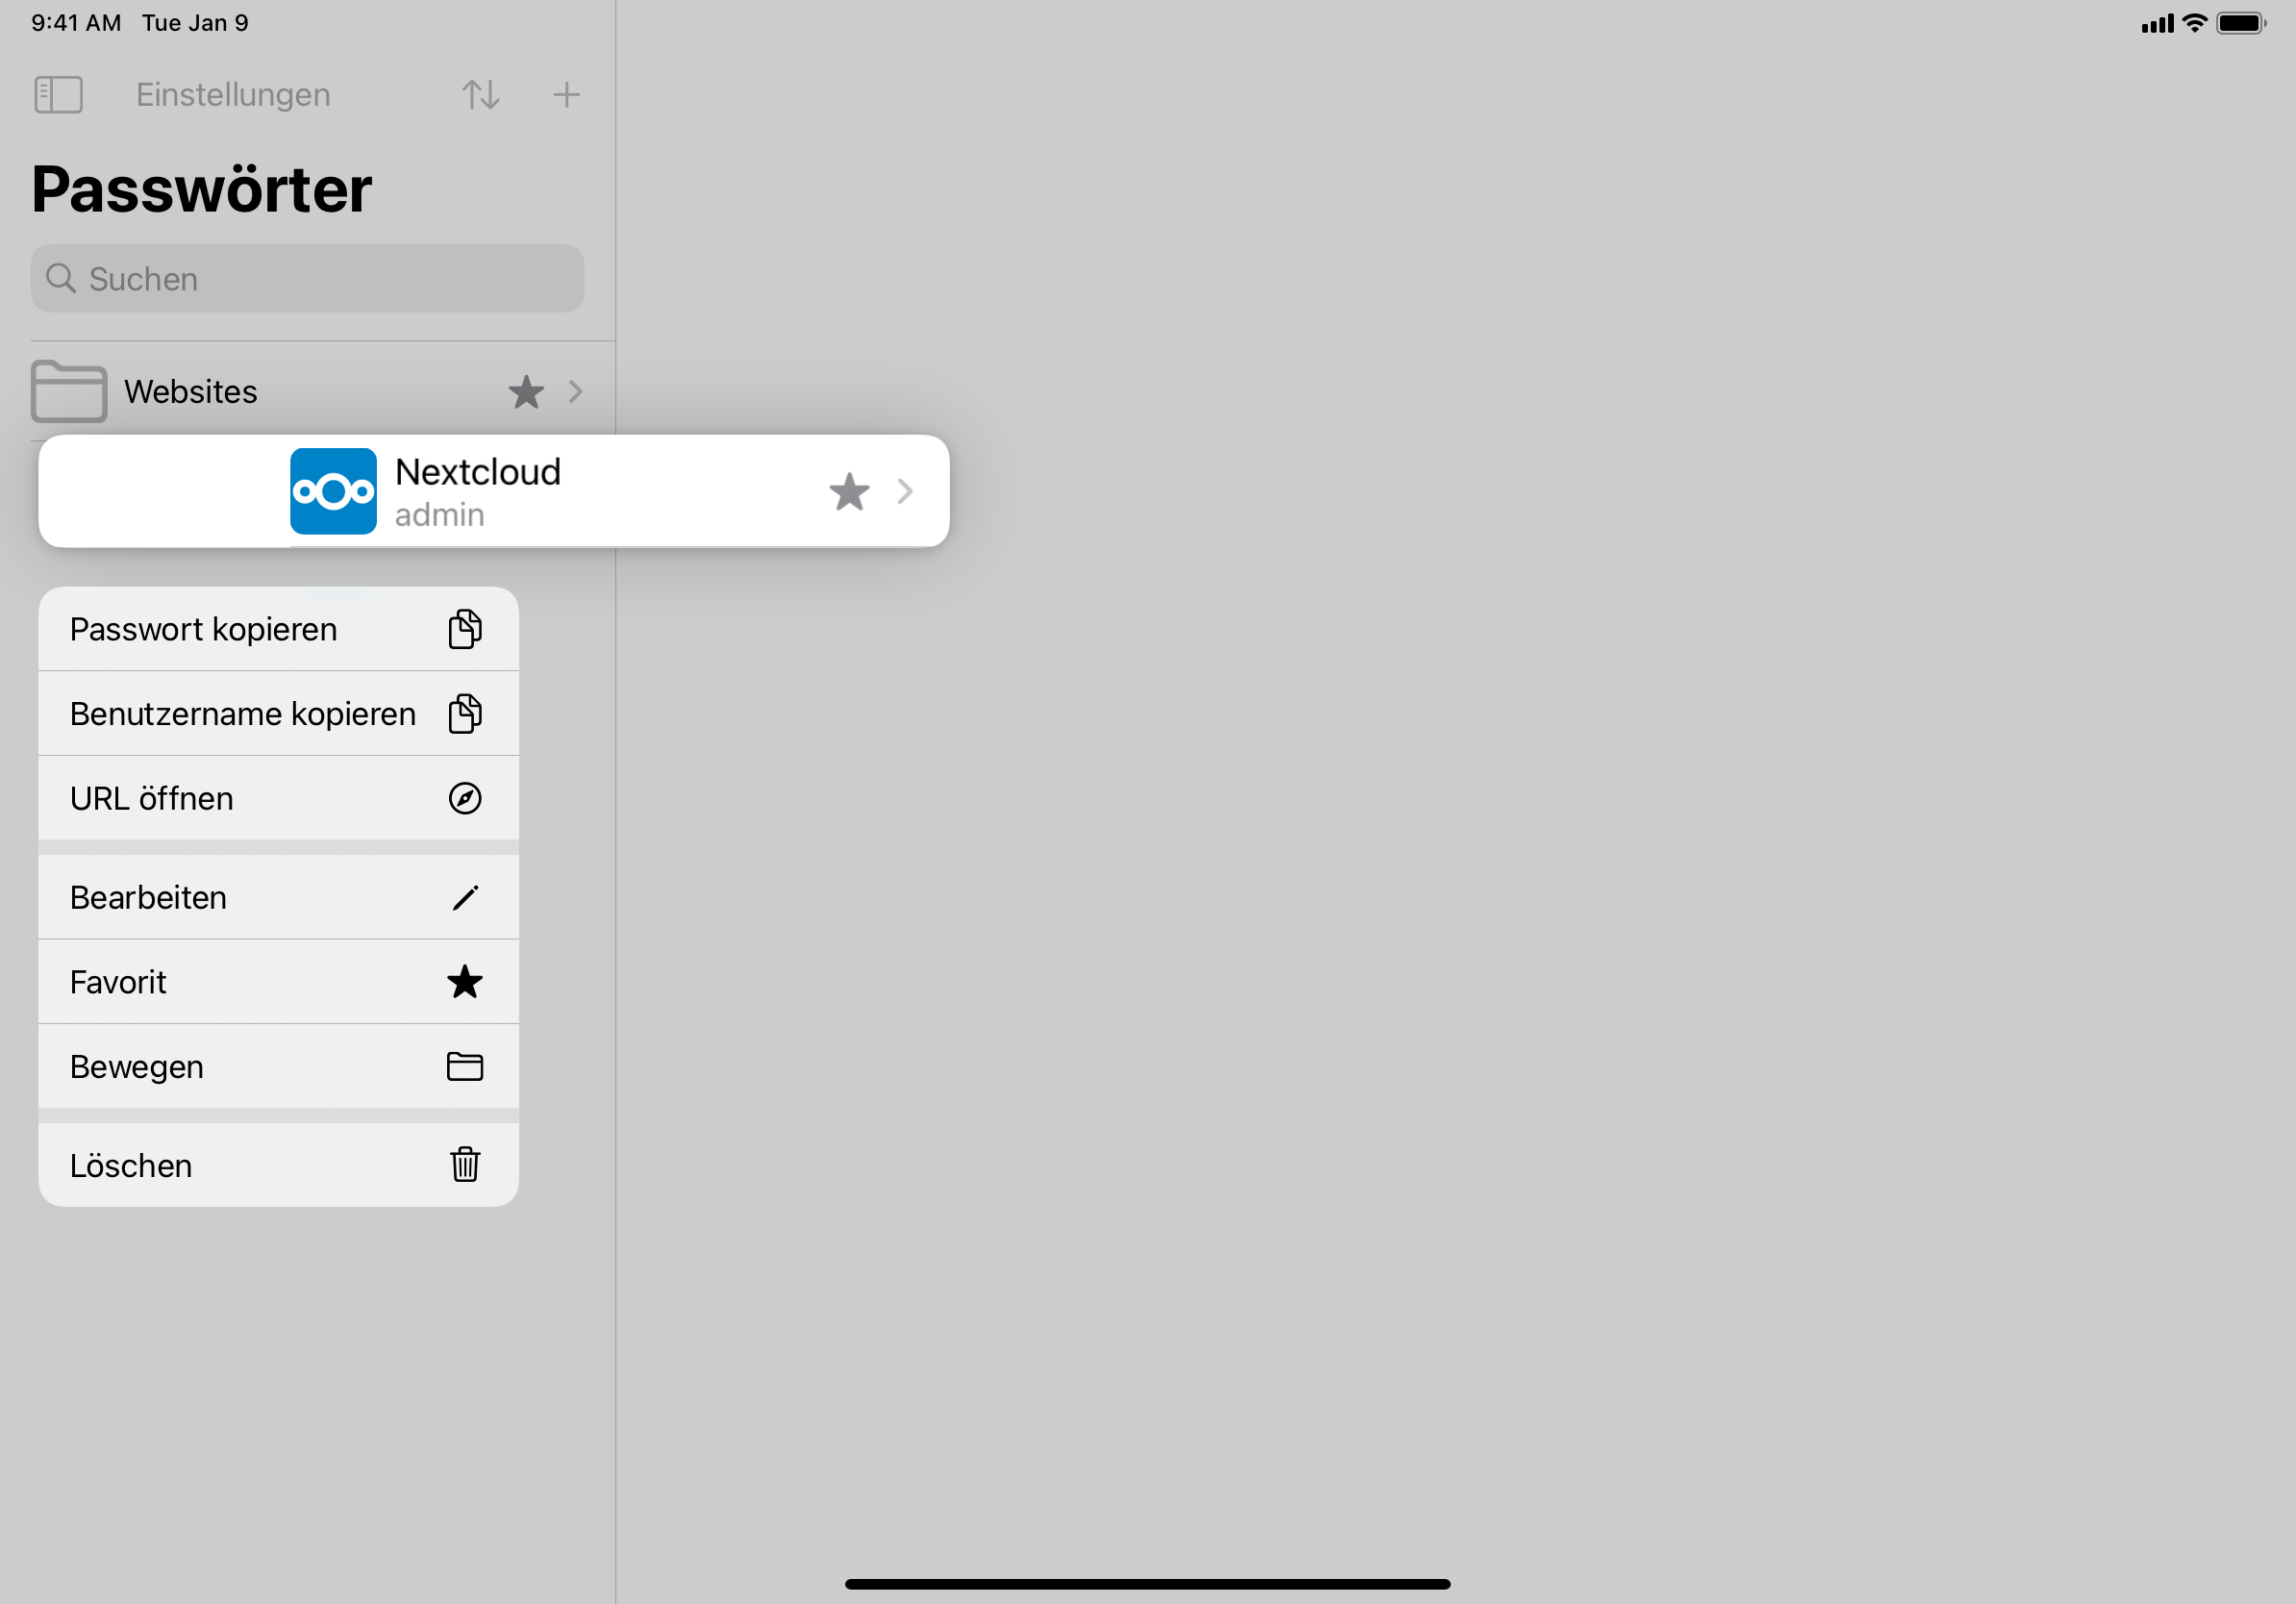 9:41 AM Tue Jan 9
Einstellungen
Passwörter
Suchen
Websites
Nextcloud
admin
Passwort kopieren
Benutzername kopieren
URL öffnen
Bearbeiten
Favorit
Bewegen
Löschen